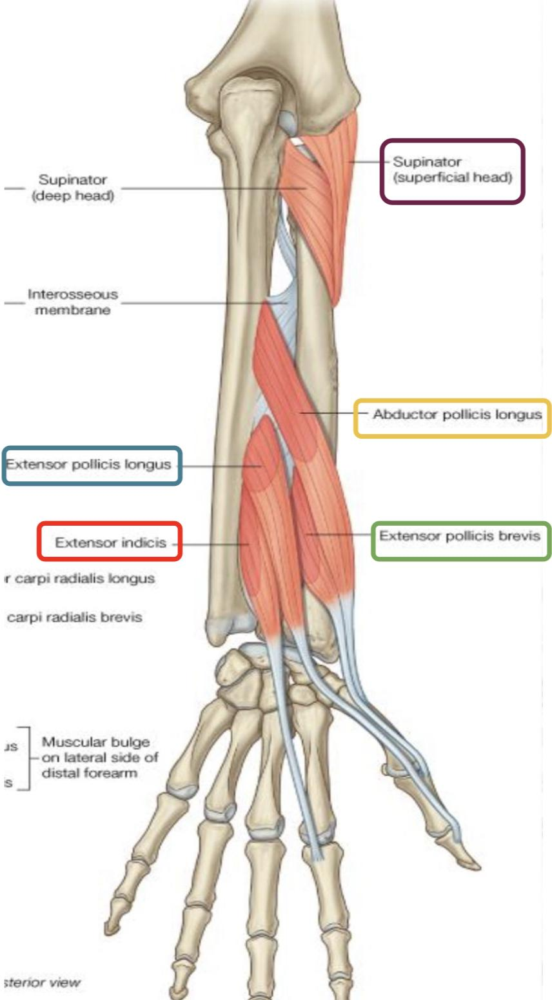 Supinator
(superficial head)
Supinator
(deep head)
Interosseous
membrane
Abductor pollicis longus
Extensor pollicis longus
Extensor pollicis brevis
Extensor indicis
r carpi radialis longus
carpi radialis brevis
us
s
Muscular bulge
on lateral side of
distal forearm
sterior view